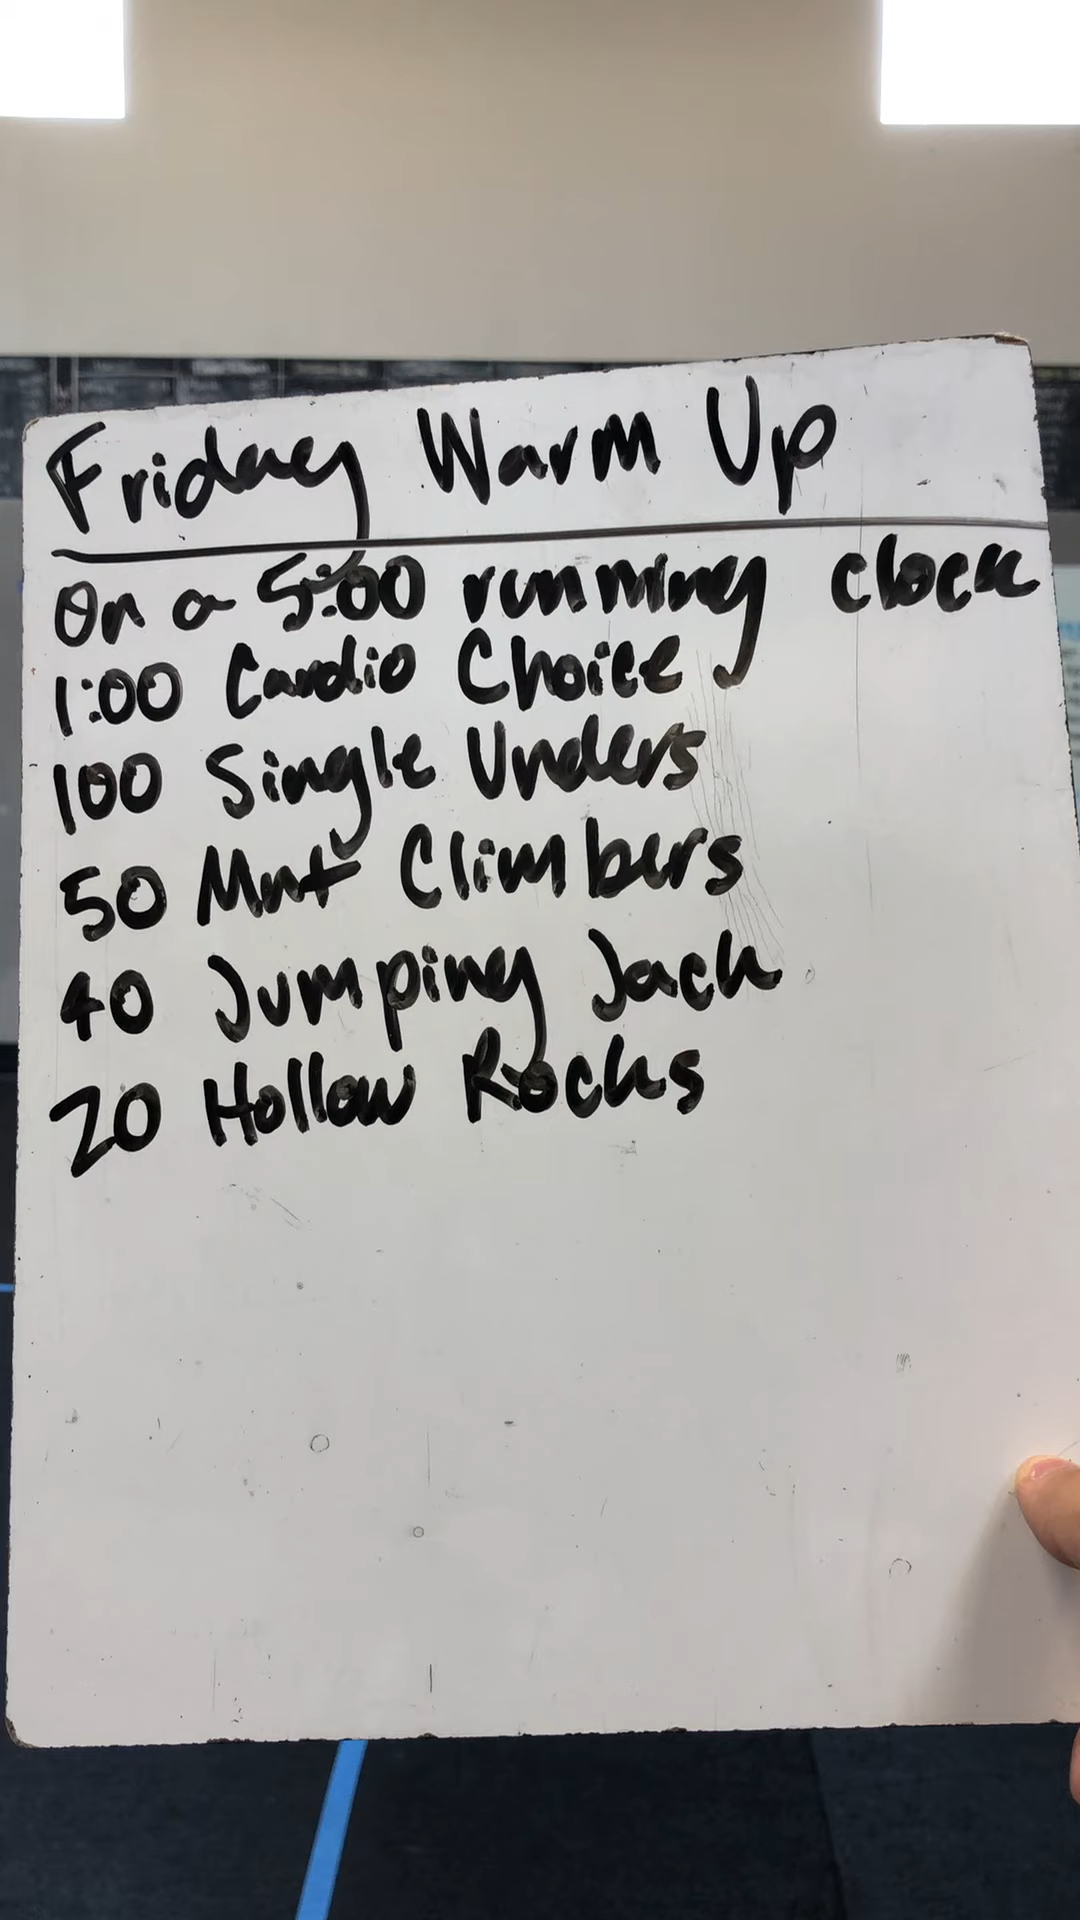 Friday Warm Up
On a 5:00 running clock
1:00 Cardio Choice
100 Single Unders
50 Mnt Climbers
40 Jumping Jack
20 Hollow Rocks